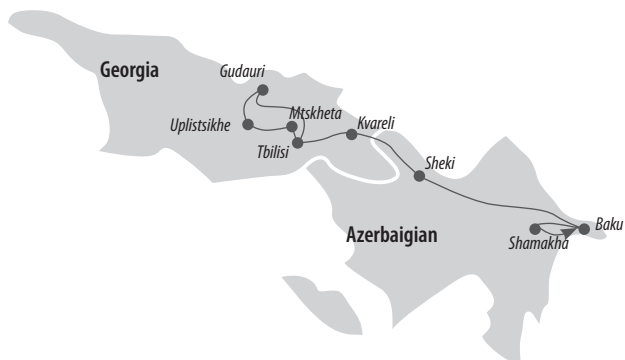 Georgia
Gudauri
Mtskheta
Uplistsikhe
Kvareli
Tbilisi
Sheki
Azerbaigian
Baku
Shamakha